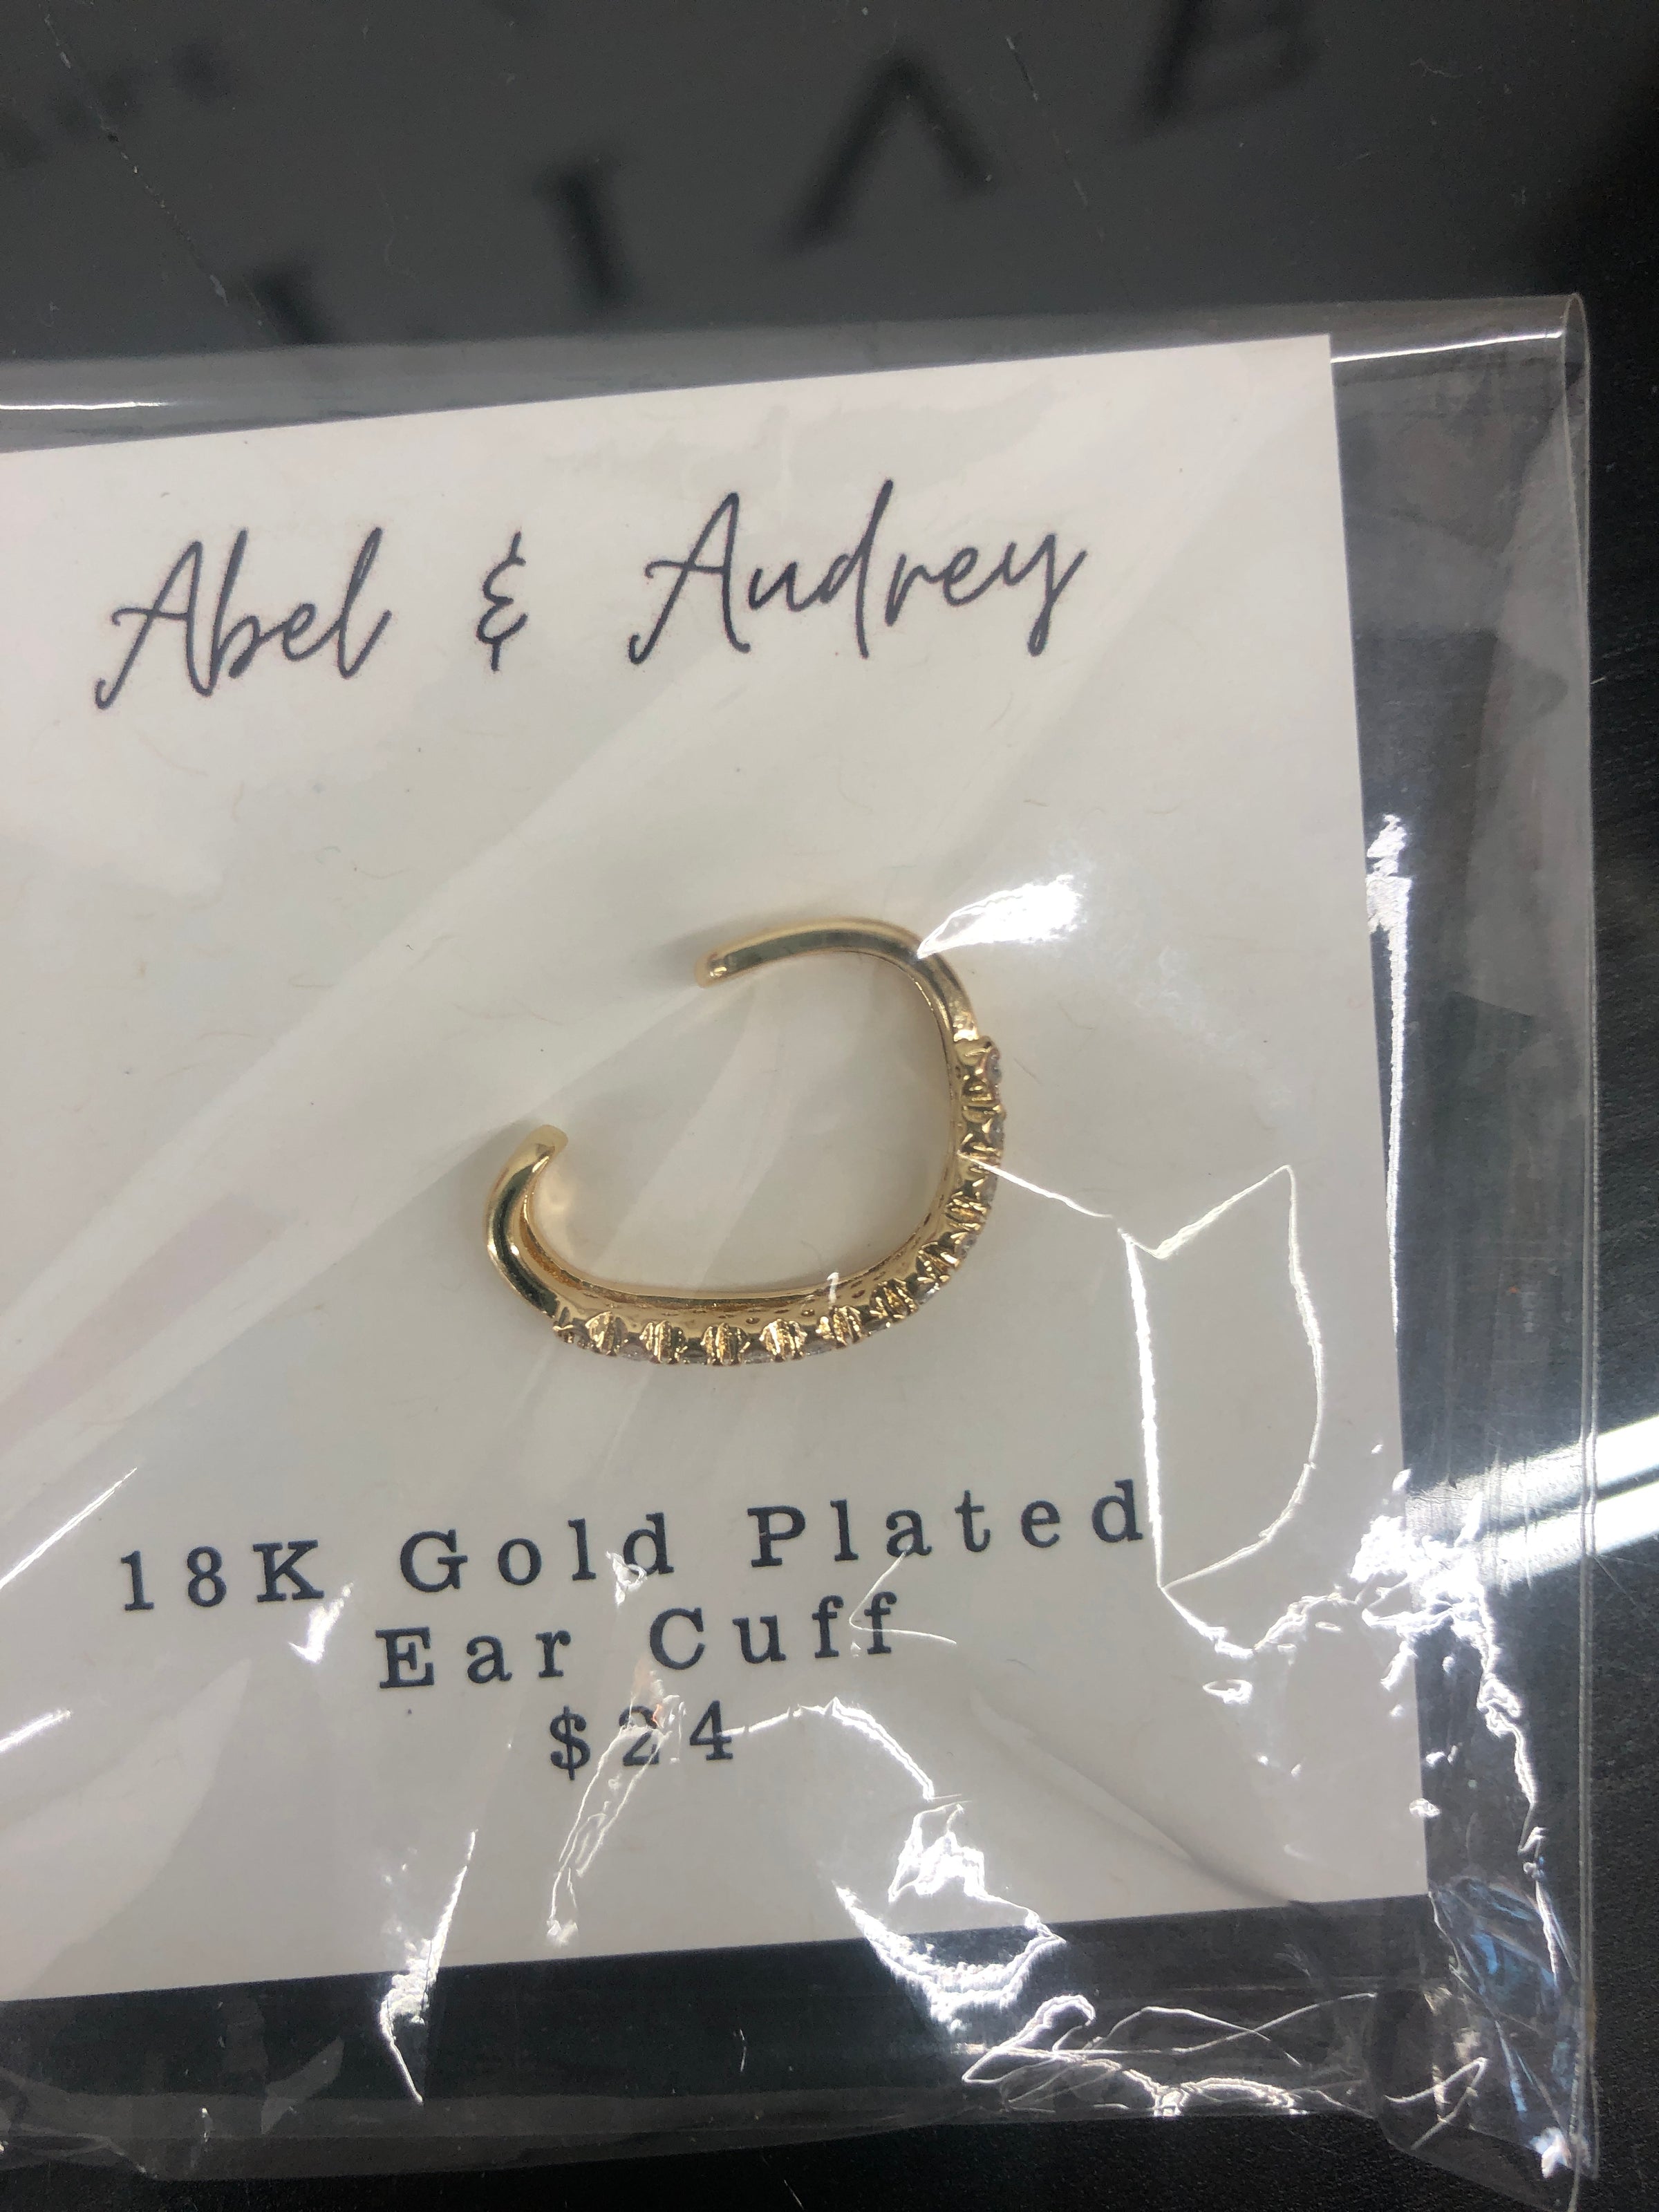 Abel & Audrey
18K Gold Plated
Ear Cuff
$24